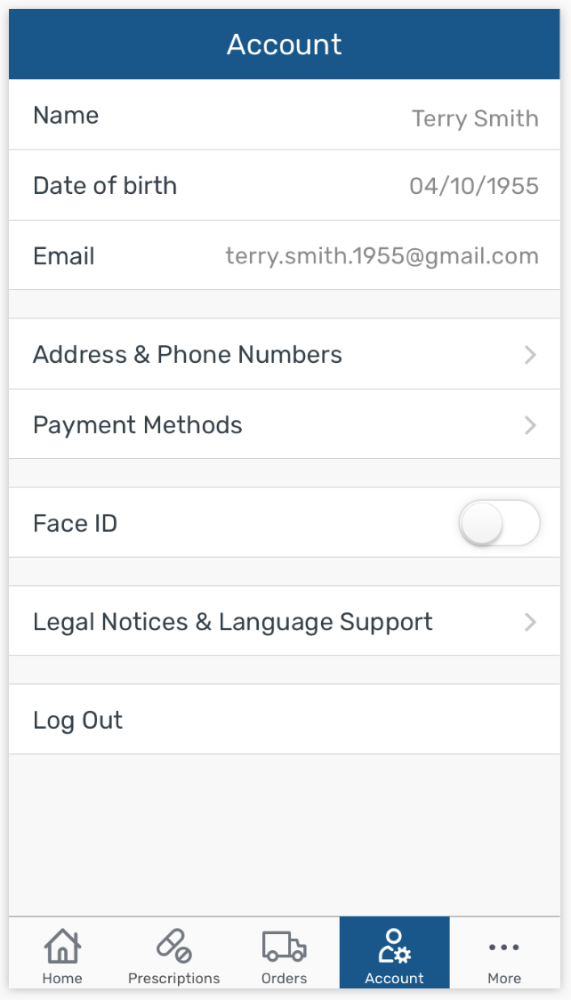 Account
Name Terry Smith
Date of birth 04/10/1955
Email terry.smith.1955@gmail.com
Address & Phone Numbers
Payment Methods
Face ID
Legal Notices & Language Support
Log Out
Home Prescriptions Orders Account More